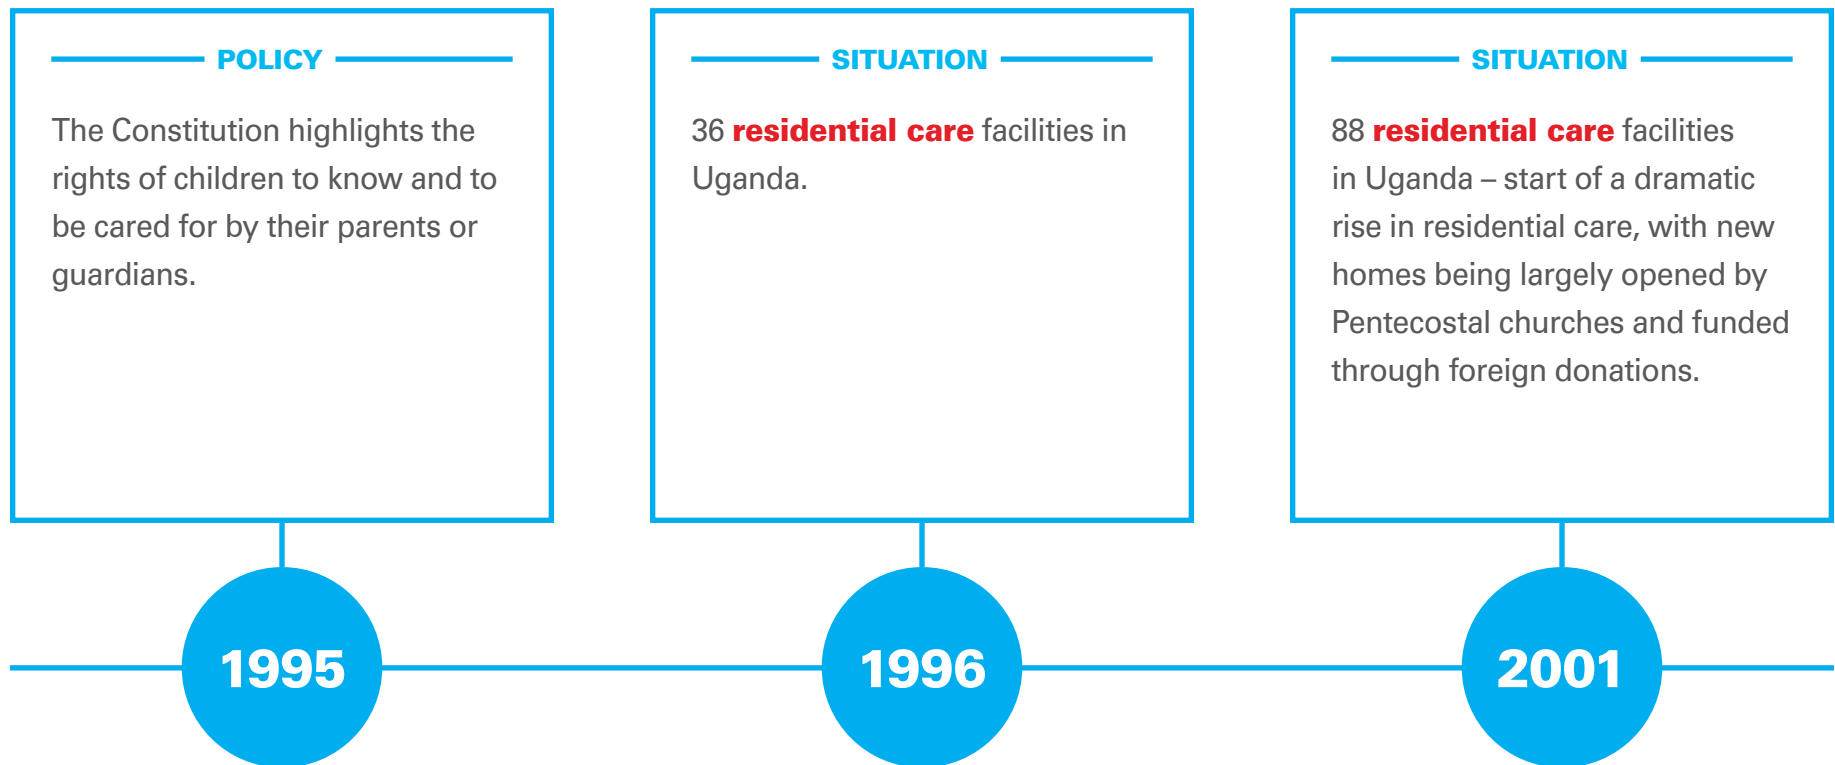 POLICY
The Constitution highlights the
rights of children to know and to
be cared for by their parents or
guardians.
1995
SITUATION
36 residential care facilities in
Uganda.
1996
SITUATION
88 residential care facilities
in Uganda – start of a dramatic
rise in residential care, with new
homes being largely opened by
Pentecostal churches and funded
through foreign donations.
2001